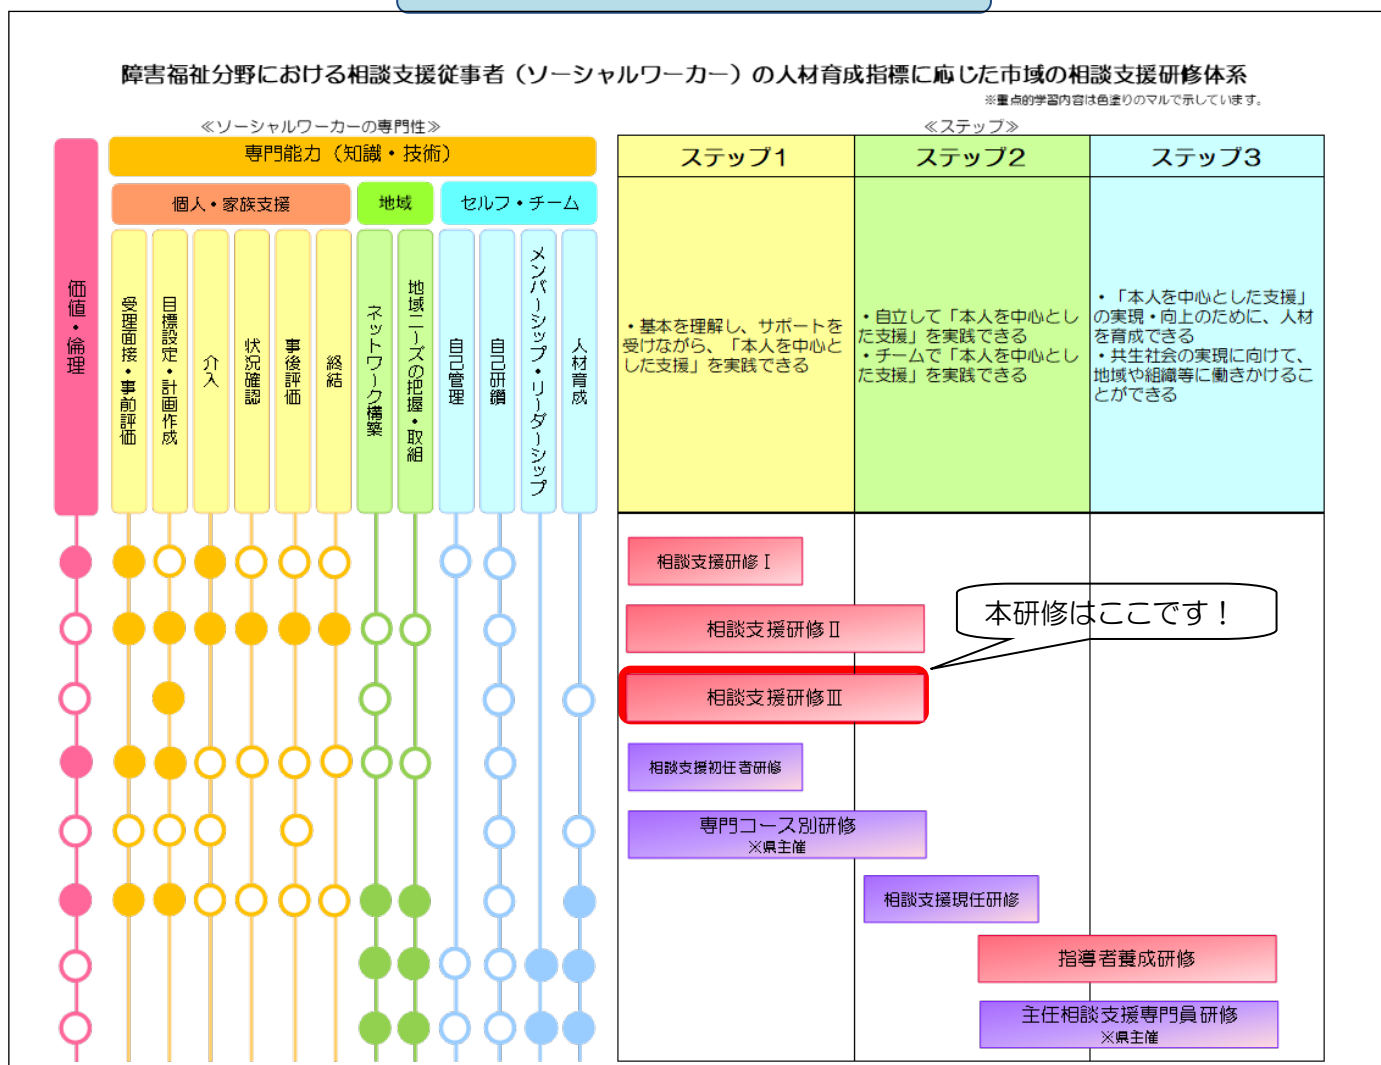 障害福祉分野における相談支援従事者（ソーシャルワーカー）の人材育成指標に応じた市域の相談支援研修体系
※重点的学習内容は色塗りのマルで示しています。
≪ソーシャルワーカーの専門性≫
≪ステップ≫
価値・倫理
専門能力（知識・技術）
個人・家族支援
地域
セルフ・チーム
受理面接・事前評価
目標設定・計画作成
介入
状況確認
事後評価
終結
ネットワーク構築
地域ニーズの把握・取組
自己管理
自己研鑽
メンバーシップ・リーダーシップ
人材育成
ステップ1
ステップ2
ステップ3
・基本を理解し、サポートを
受けながら、「本人を中心と
した支援」を実践できる
・自立して「本人を中心とし
た支援」を実践できる
・チームで「本人を中心とし
た支援」を実践できる
・「本人を中心とした支援」
の実現・向上のために、人材
を育成できる
・共生社会の実現に向けて、
地域や組織等に働きかけるこ
とができる
相談支援研修Ⅰ
相談支援研修Ⅱ
本研修はここです！
相談支援研修Ⅲ
相談支援初任者研修
専門コース別研修
※県主催
相談支援現任研修
指導者養成研修
主任相談支援専門員研修
※県主催